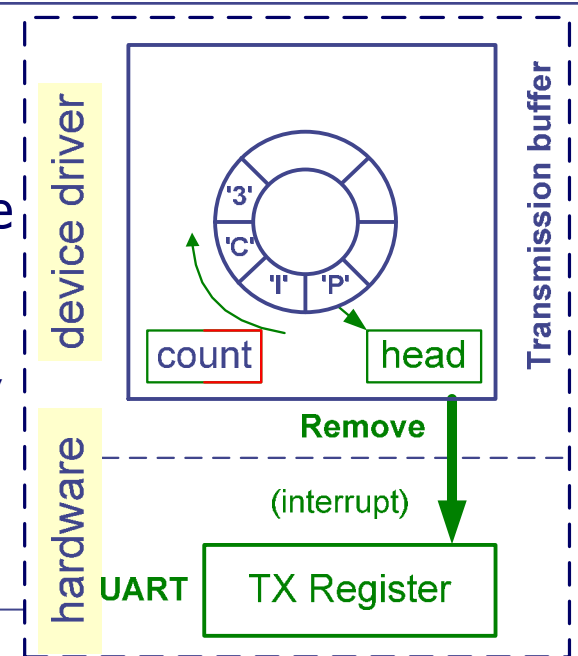 Transmission buffer
device driver
e
'3'
'C'
'I'
'P'
count
head
Remove
hardware
(interrupt)
UART
TX Register